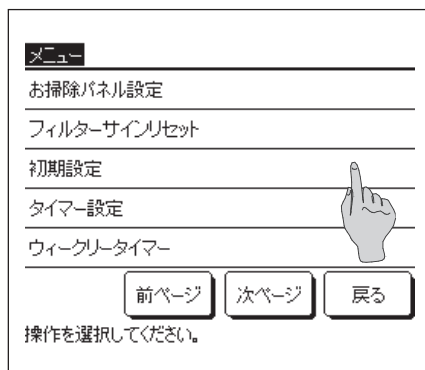 メニュー
お掃除パネル設定
フィルターサインリセット
初期設定
タイマー設定
ウィークリータイマー
前ページ 次ページ 戻る
操作を選択してください。